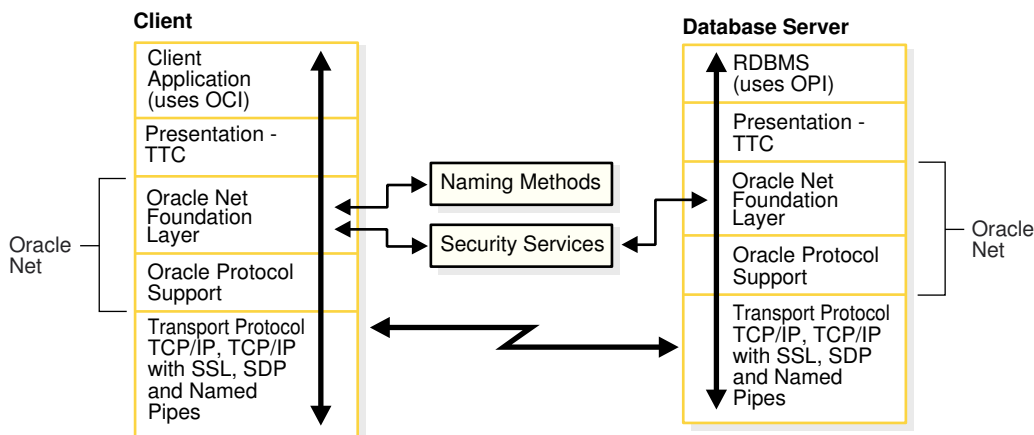 Client
Client
Application
(uses OCI)
Presentation -
TTC
Oracle Net
Foundation
Layer
Oracle Protocol
Support
Transport Protocol
TCP/IP, TCP/IP
with SSL, SDP
and Named
Pipes
Oracle
Net
Naming Methods
Security Services
Database Server
RDBMS
(uses OPI)
Presentation -
TTC
Oracle Net
Foundation
Layer
Oracle Protocol
Support
Transport Protocol
TCP/IP, TCP/IP
with SSL, SDP
and Named
Pipes
Oracle
Net